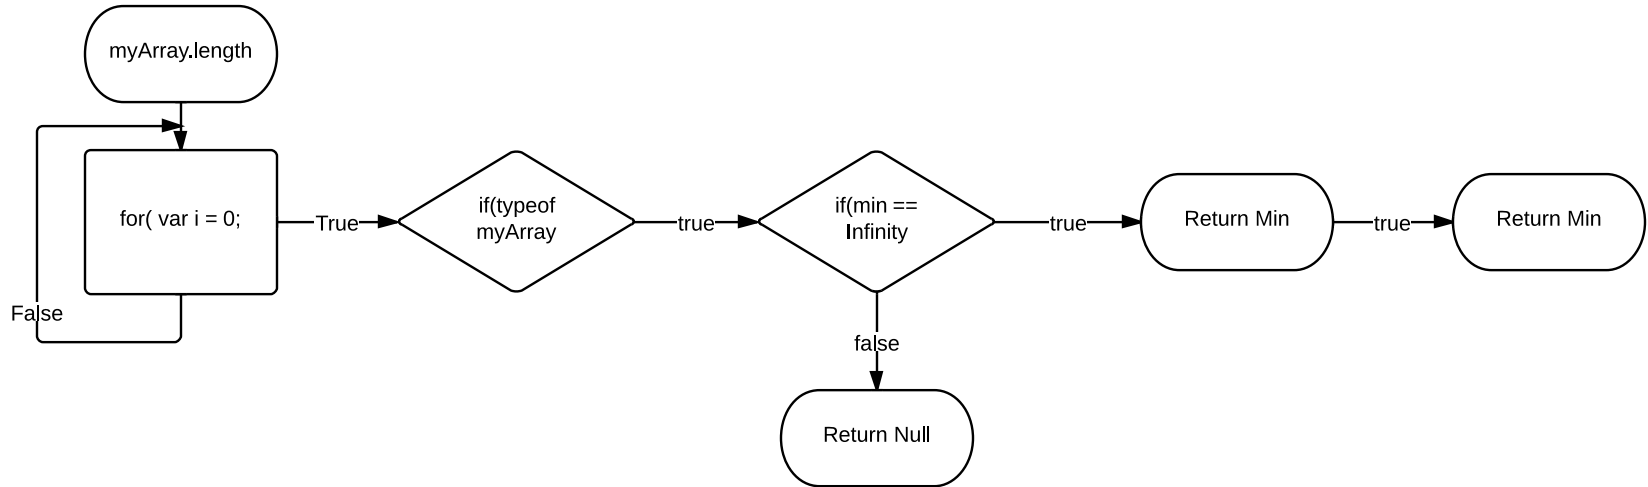 myArray.length
for( var i = 0;
False
True
if(typeof
myArray
true
if(min ==
Infinity
true
Return Min
true
Return Min
false
Return Null